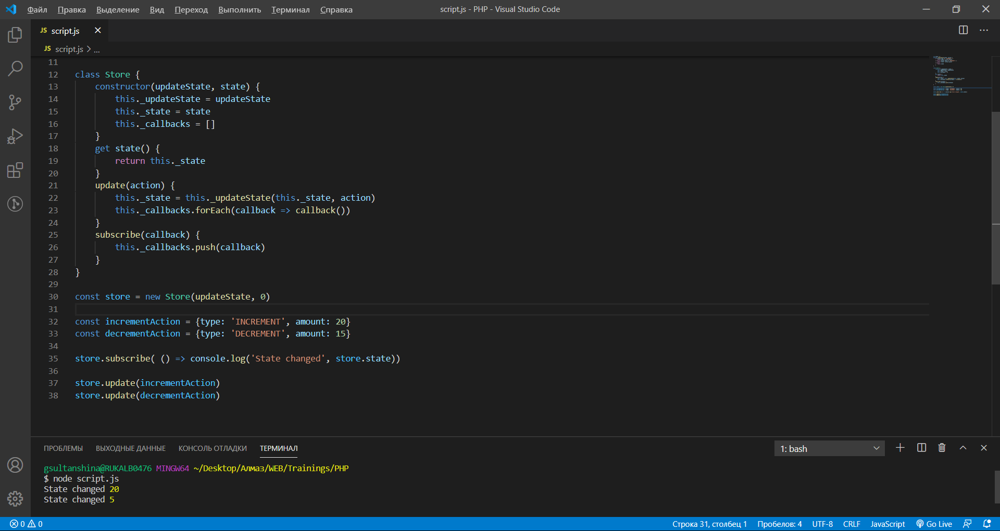 Файл Правка Выделение Вид Переход Выполнить Терминал Справка script.js - PHP - Visual Studio Code
JS script.js
JS script.js > ...
11
12 class Store {
13 constructor(updateState, state) {
14 this._updateState = updateState
15 this._state = state
16 this._callbacks = []
17 }
18 get state() {
19 return this._state
20 }
21 update(action) {
22 this._state = this._updateState(this._state, action)
23 this._callbacks.forEach(callback => callback())
24 }
25 subscribe(callback) {
26 this._callbacks.push(callback)
27 }
28 }
29
30 const store = new Store(updateState, 0)
31
32 const incrementAction = {type: 'INCREMENT', amount: 20}
33 const decrementAction = {type: 'DECREMENT', amount: 15}
34
35 store.subscribe( () => console.log('State changed', store.state))
36
37 store.update(incrementAction)
38 store.update(decrementAction)
ПРОБЛЕМЫ ВЫХОДНЫЕ ДАННЫЕ КОНСОЛЬ ОТЛАДКИ ТЕРМИНАЛ 1: bash
gsultanshina@RUKALB0476 MINGW64 ~/Desktop/Алмаз/WEB/Trainings/PHP
$ node script.js
State changed 20
State changed 5
0 0 Строка 31, столбец 1 Пробелов: 4 UTF-8 CRLF JavaScript Go Live